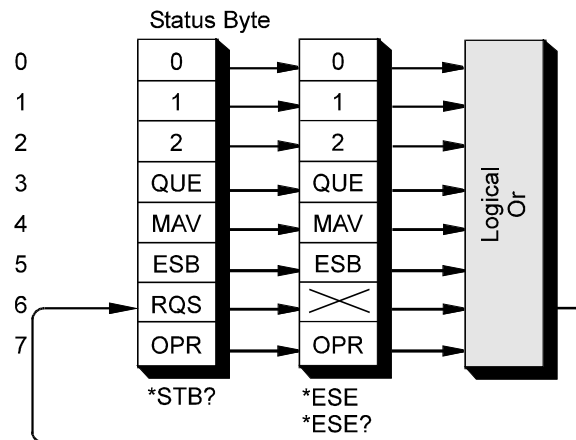 Status Byte
0 0 0
1 1 1
2 2 2
3 QUE QUE
4 MAV MAV
5 ESB ESB
6 RQS
7 OPR OPR
Logical
Or
*STB? *ESE
*ESE?